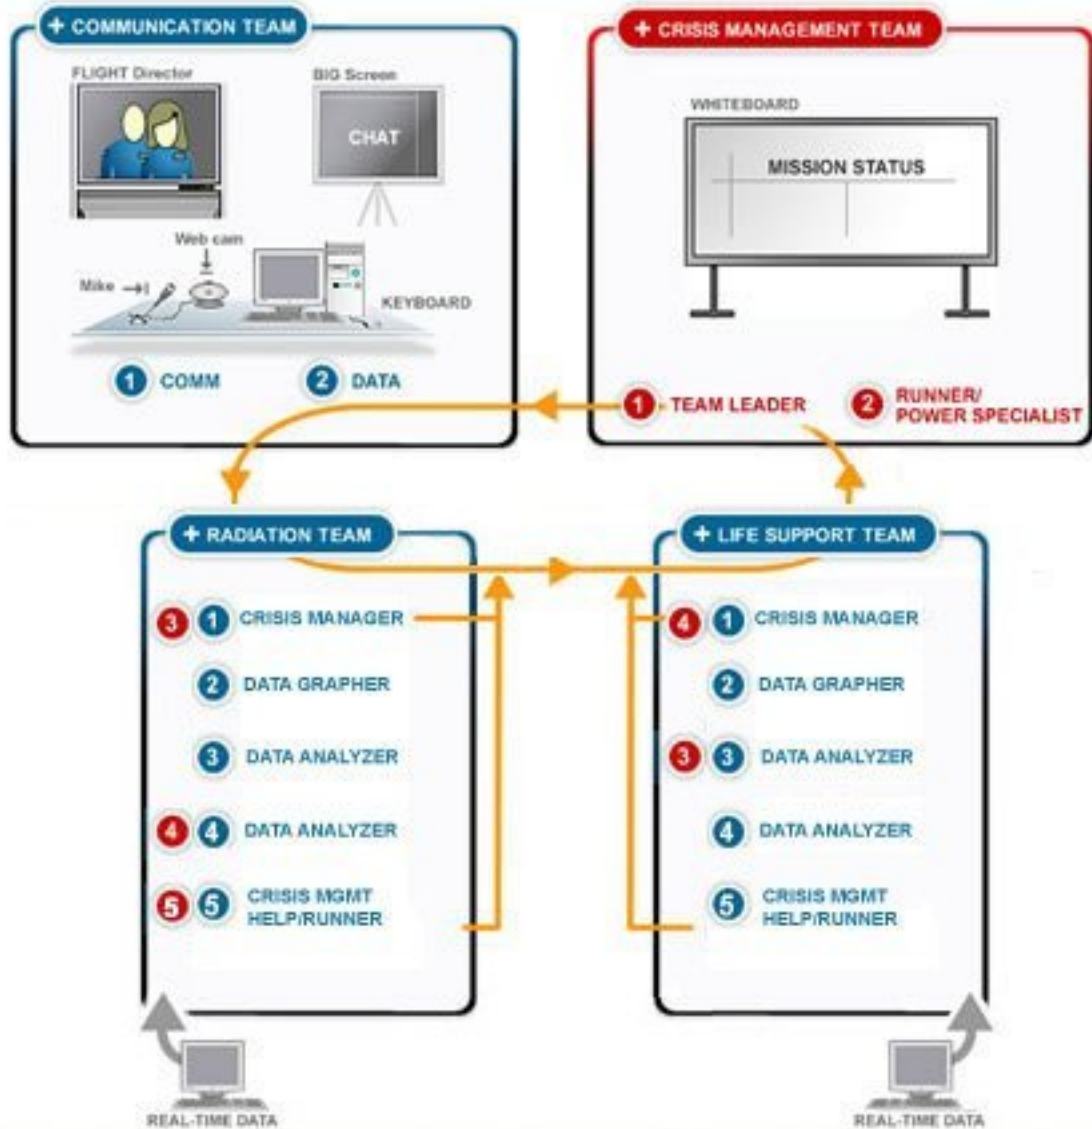 + COMMUNICATION TEAM
FLIGHT Director
BIG Screen
CHAT
Web cam
Mike
KEYBOARD
1 COMM
2 DATA
+ CRISIS MANAGEMENT TEAM
WHITEBOARD
MISSION STATUS
1 TEAM LEADER
2 RUNNER/
POWER SPECIALIST
+ RADIATION TEAM
3 1 CRISIS MANAGER
2 DATA GRAPHER
3 DATA ANALYZER
4 4 DATA ANALYZER
5 5 CRISIS MGMT
HELP/RUNNER
REAL-TIME DATA
+ LIFE SUPPORT TEAM
4 1 CRISIS MANAGER
2 DATA GRAPHER
3 3 DATA ANALYZER
4 DATA ANALYZER
5 CRISIS MGMT
HELP/RUNNER
REAL-TIME DATA